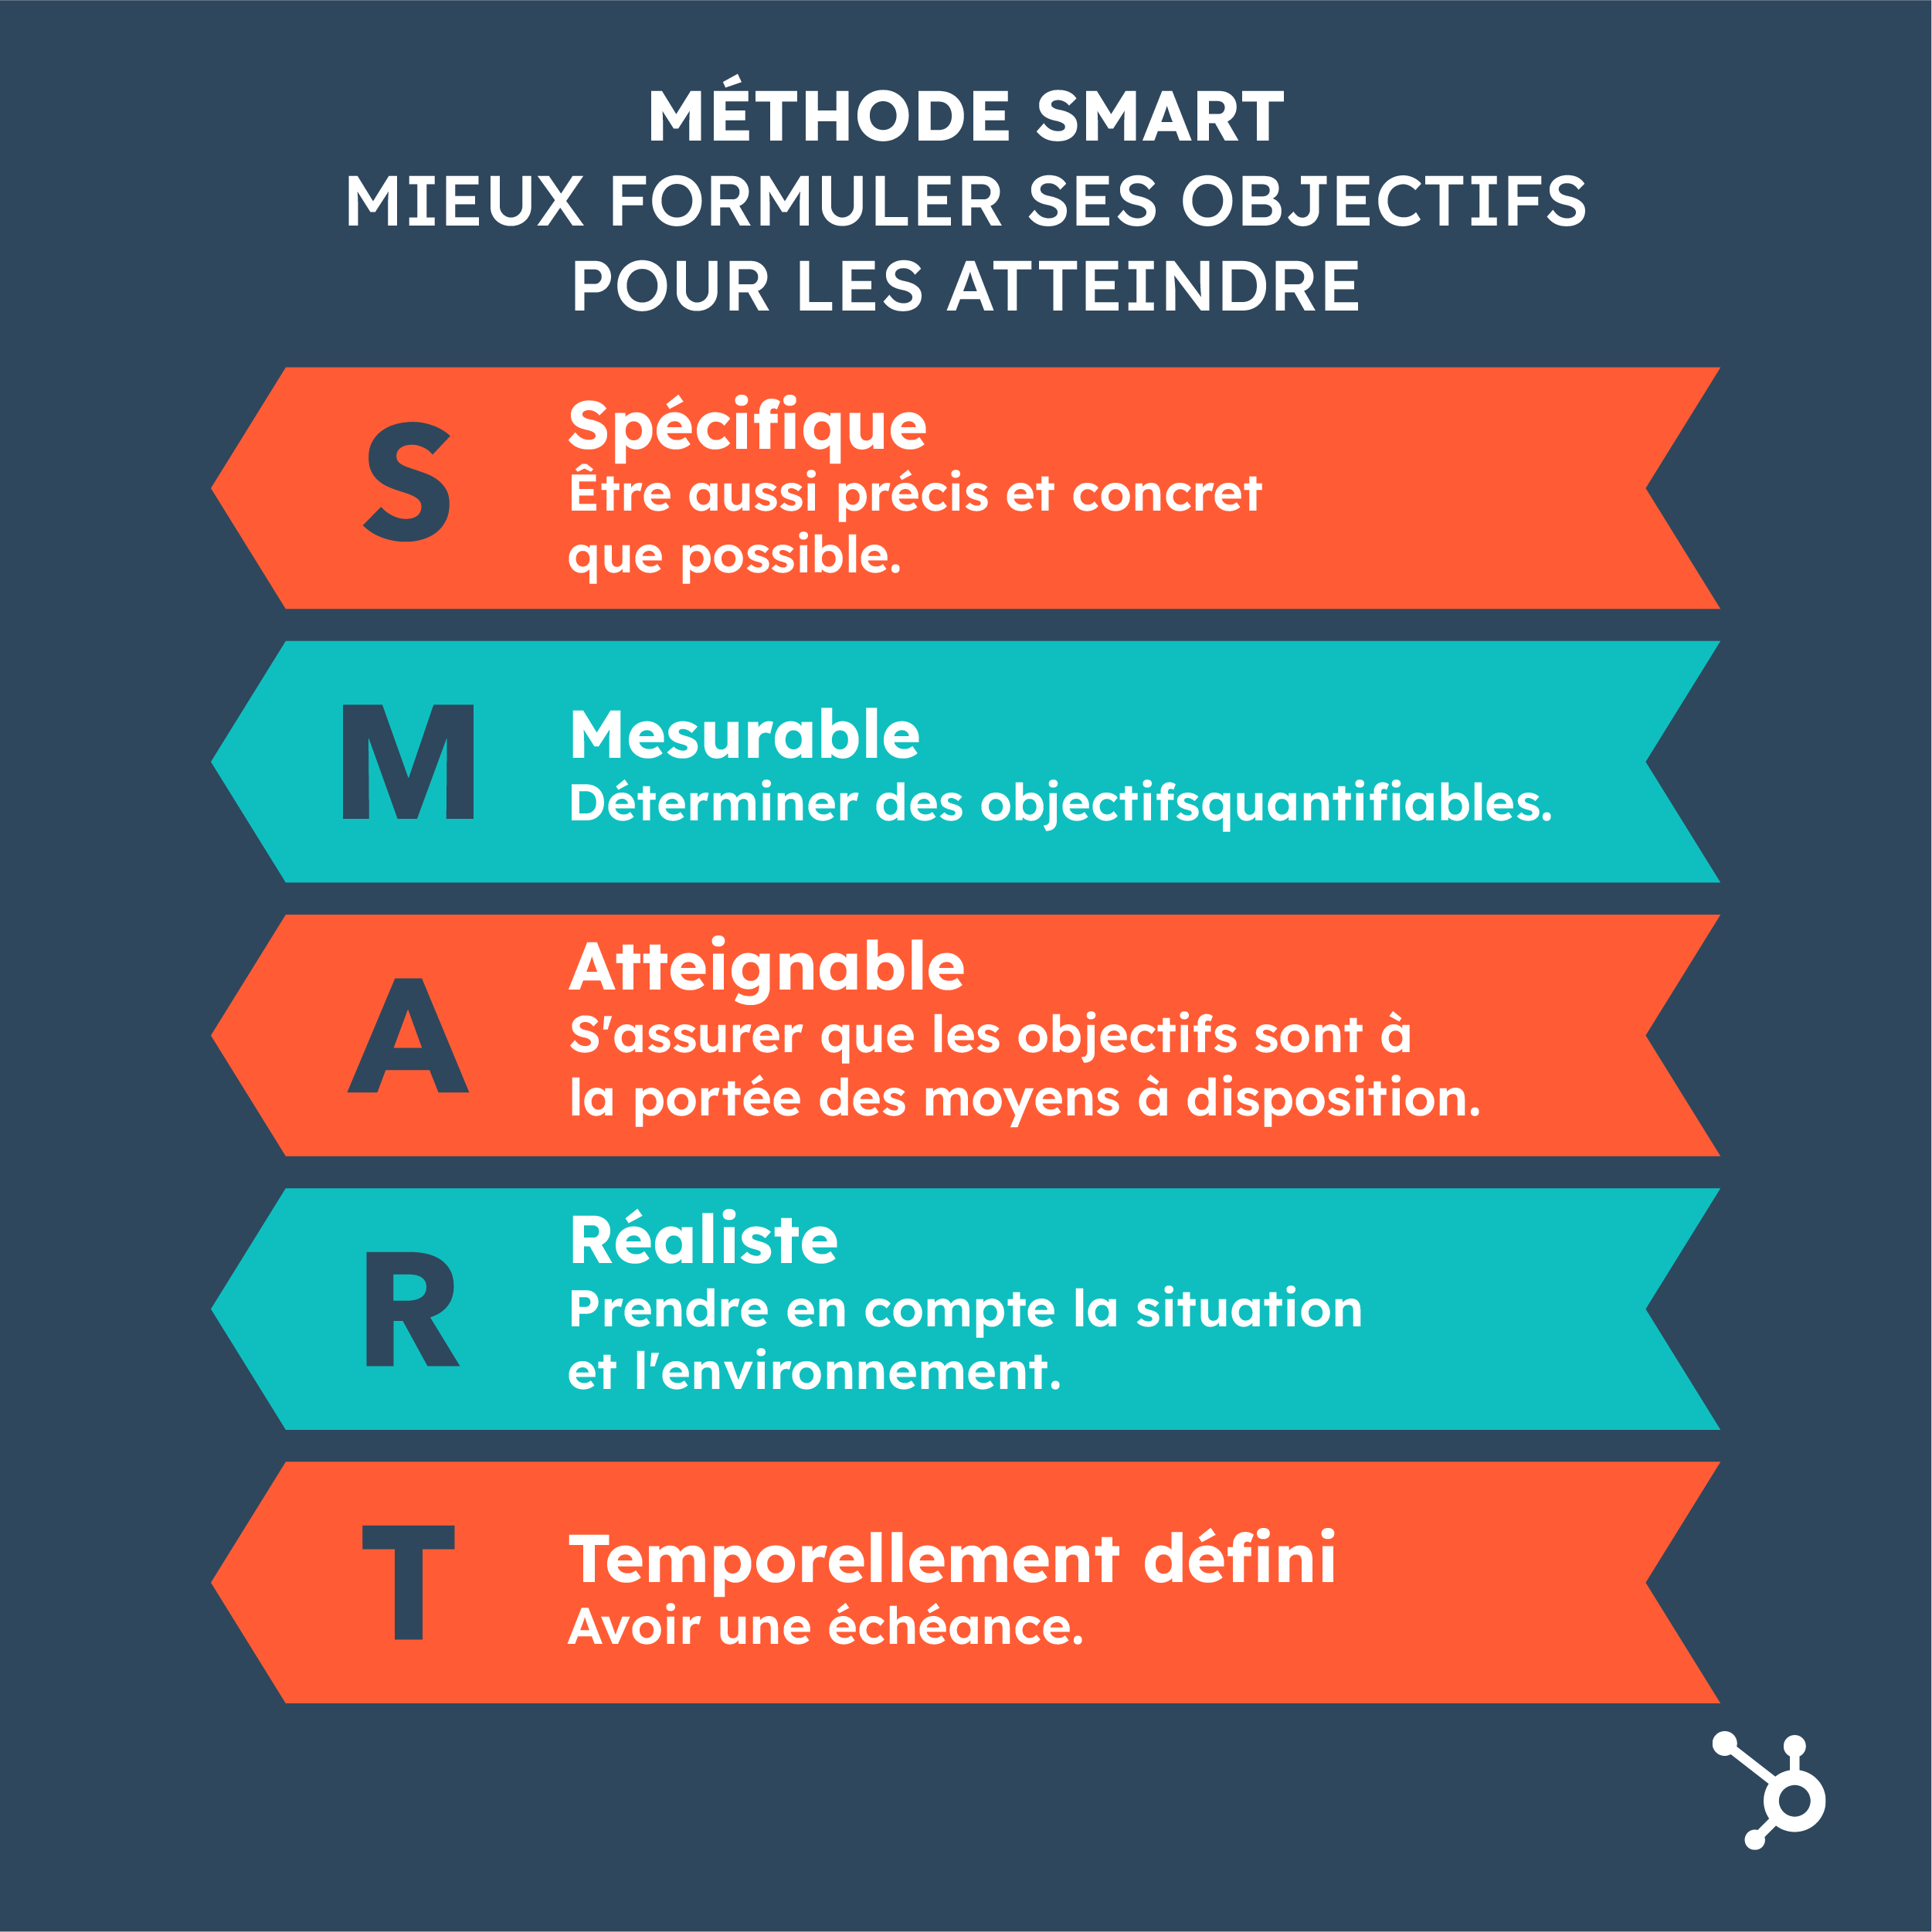 MÉTHODE SMART
MIEUX FORMULER SES OBJECTIFS
POUR LES ATTEINDRE
S
Spécifique
Être aussi précis et concret
que possible.
M
Mesurable
Déterminer des objectifsquantifiables.
A
Atteignable
S'assurer que les objectifs sont à
la portée des moyens à disposition.
R
Réaliste
Prendre en compte la situation
et l'environnement.
T
Temporellement défini
Avoir une échéance.